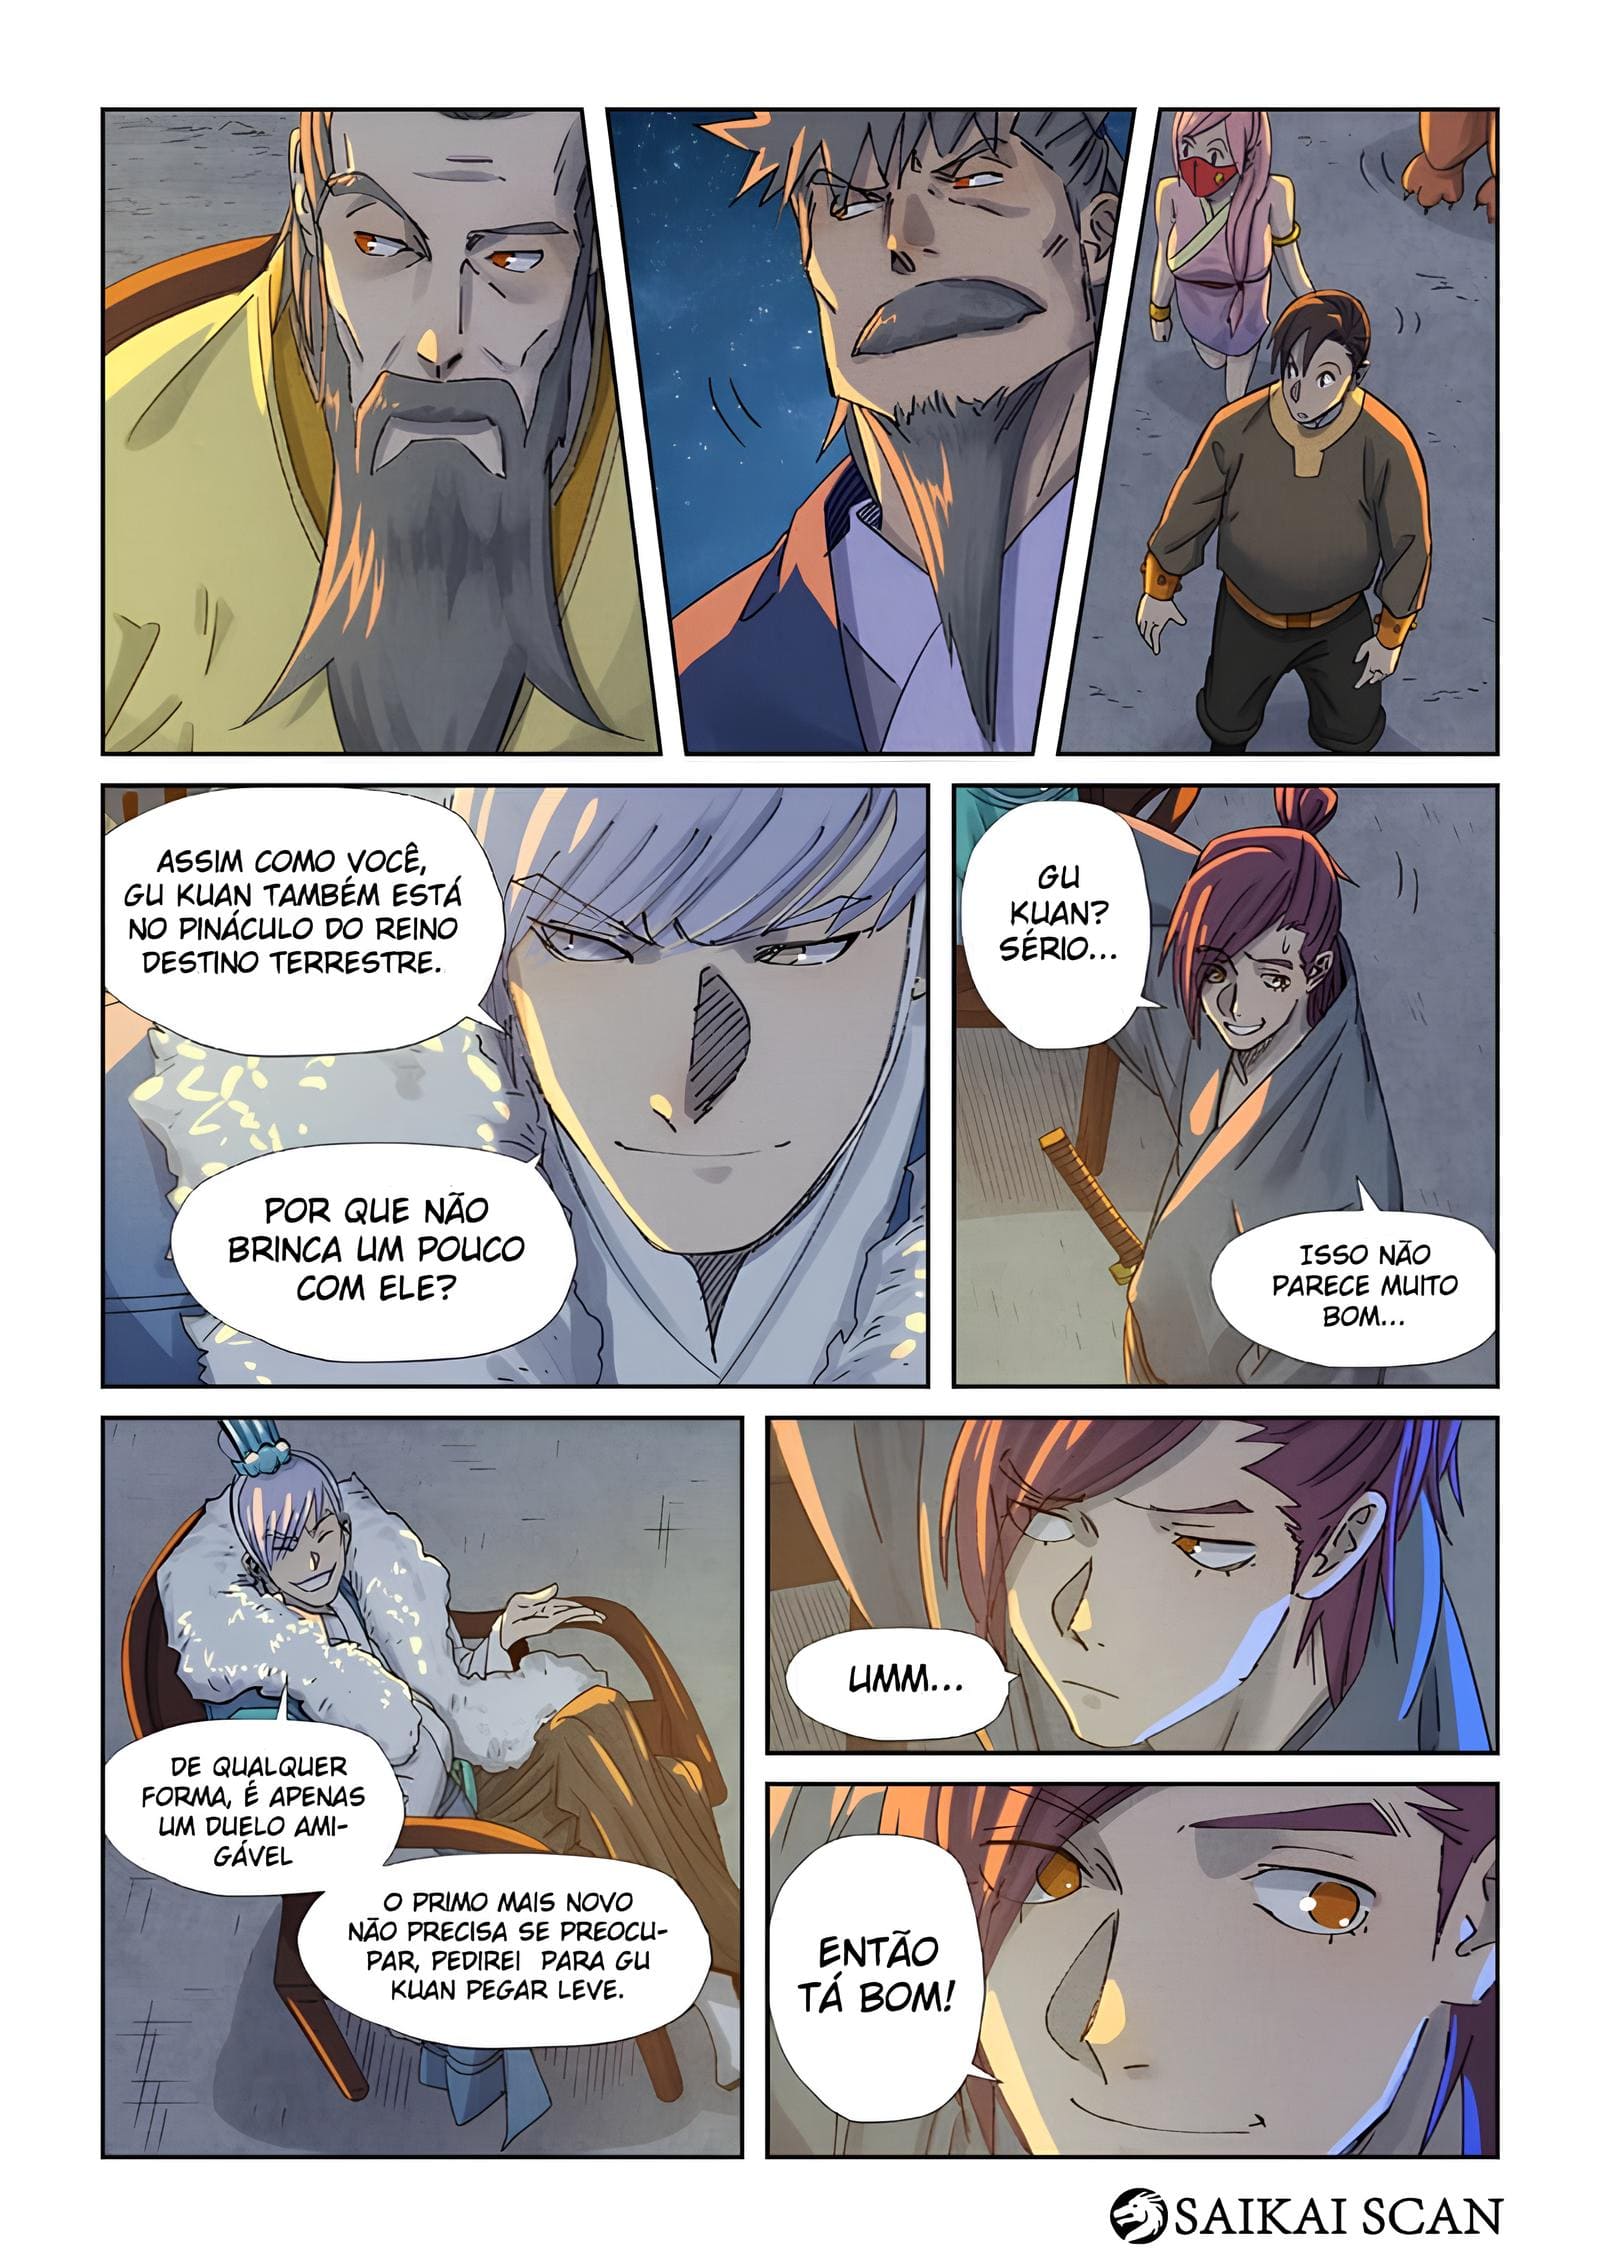 ASSIM COMO VOCÊ,
GU KUAN TAMBÉM ESTÁ
NO PINÁCULO DO REINO
DESTINO TERRESTRE.
POR QUE NÃO
BRINCA UM POUCO
COM ELE?
GU
KUAN?
SÉRIO...
ISSO NÃO
PARECE MUITO
BOM...
DE QUALQUER
FORMA, É APENAS
UM DUELO AMI-
GÁVEL
O PRIMO MAIS NOVO
NÃO PRECISA SE PREOCU-
PAR, PEDIREI PARA GU
KUAN PEGAR LEVE.
UMM...
ENTÃO
TÁ BOM!
SAIKAI SCAN